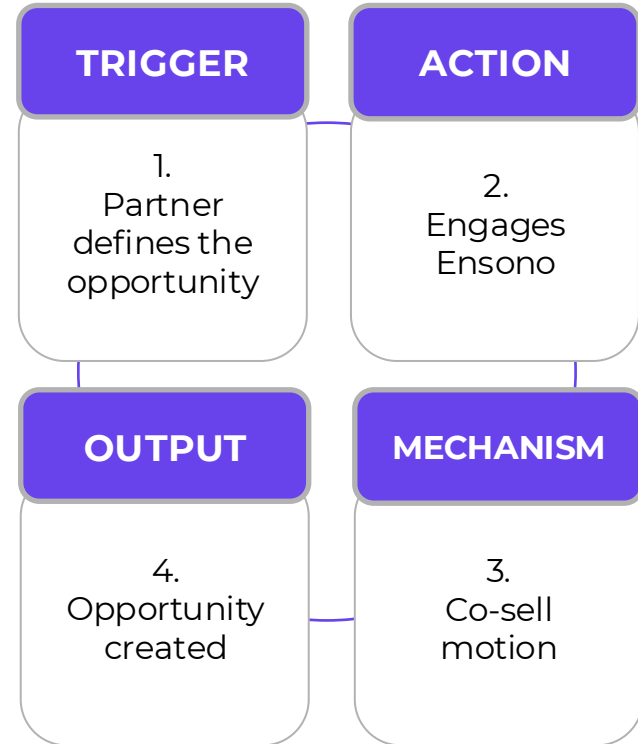 TRIGGER
1.
Partner
defines the
opportunity
ACTION
2.
Engages
Ensono
MECHANISM
3.
Co-sell
motion
OUTPUT
4.
Opportunity
created